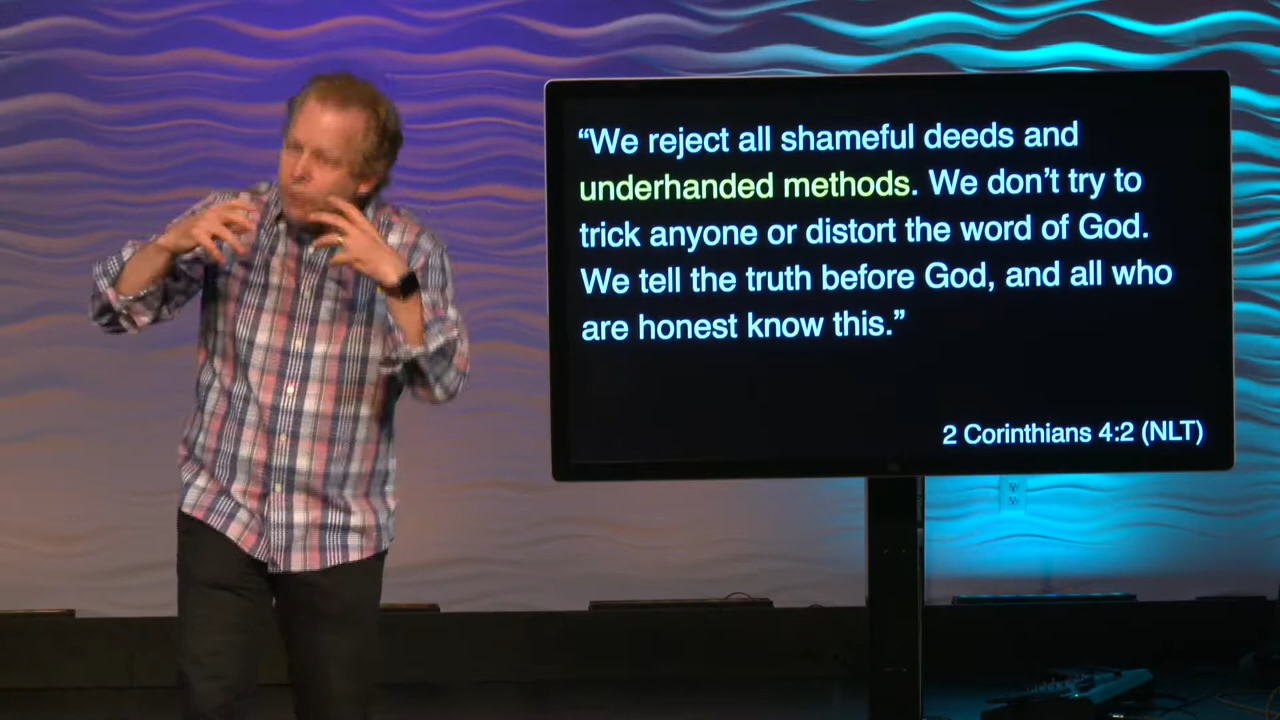 “We reject all shameful deeds and
underhanded methods. We don’t try to
trick anyone or distort the word of God.
We tell the truth before God, and all who
are honest know this.”
2 Corinthians 4:2 (NLT)